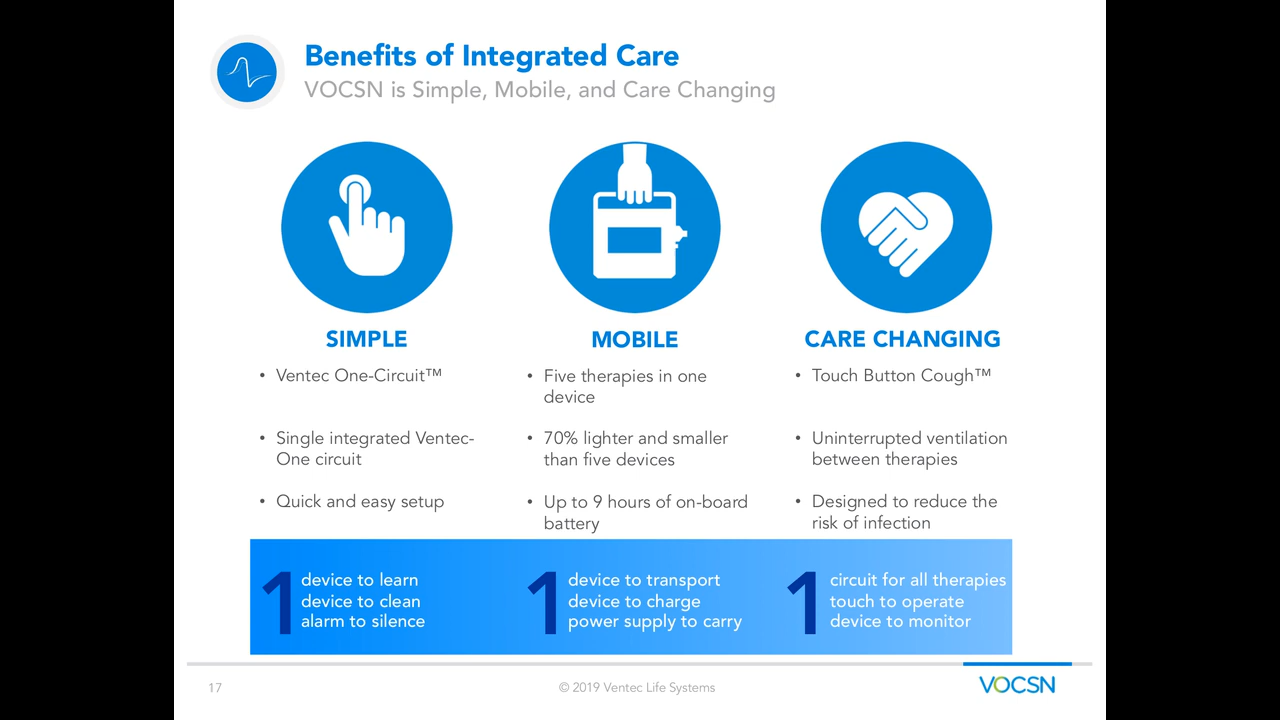 Benefits of Integrated Care
VOCSN is Simple, Mobile, and Care Changing
SIMPLE
• Ventec One-Circuit™
• Single integrated Ventec-
One circuit
• Quick and easy setup
MOBILE
• Five therapies in one
device
• 70% lighter and smaller
than five devices
• Up to 9 hours of on-board
battery
CARE CHANGING
• Touch Button Cough™
• Uninterrupted ventilation
between therapies
• Designed to reduce the
risk of infection
1
device to learn
device to clean
alarm to silence
1
device to transport
device to charge
power supply to carry
1
circuit for all therapies
touch to operate
device to monitor
17
© 2019 Ventec Life Systems
VOCSN